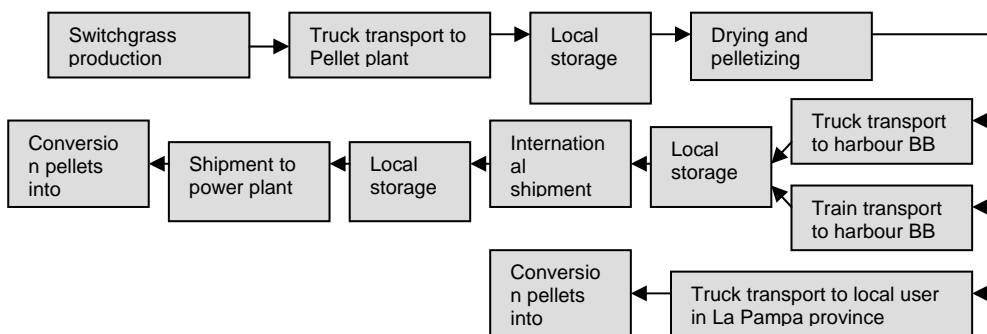 Switchgrass
production
Truck transport to
Pellet plant
Local
storage
Drying and
pelletizing
Truck transport
to harbour BB
Train transport
to harbour BB
Local
storage
Internation
al
shipment
Local
storage
Shipment to
power plant
Conversio
n pellets
into
Truck transport to local user
in La Pampa province
Conversio
n pellets
into